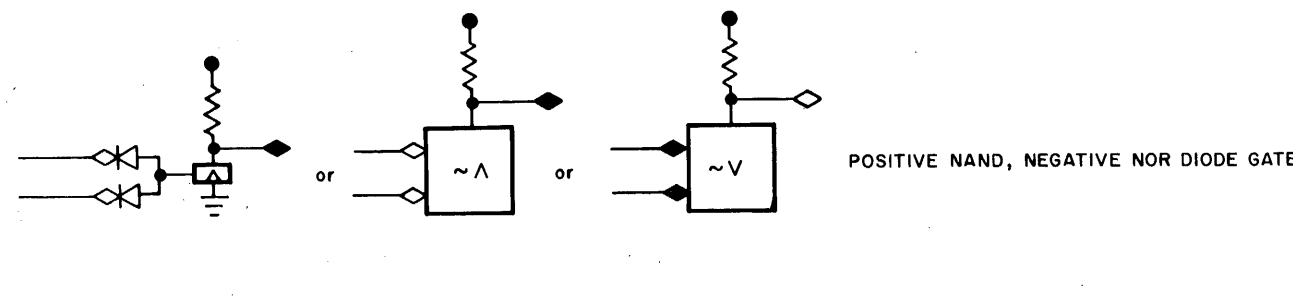 or
~ Λ
or
~ V
POSITIVE NAND, NEGATIVE NOR DIODE GATE